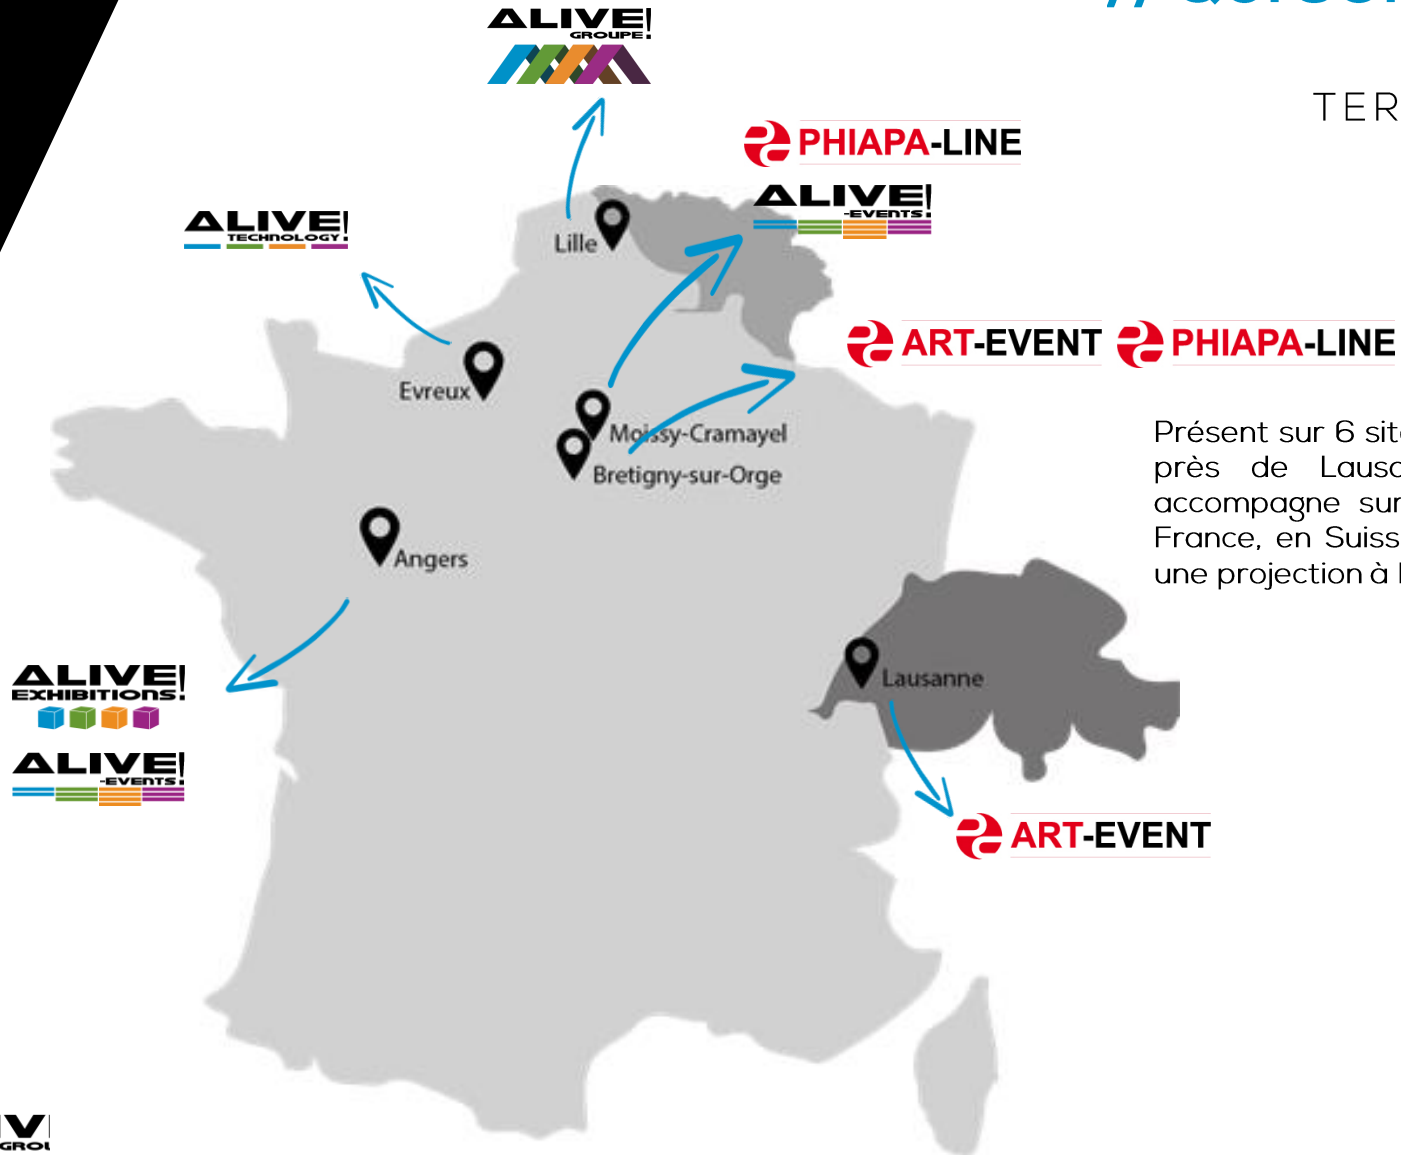 ALIVE!
GROUPE!
TER
PHIAPA-LINE
ALIVE!
-EVENTS!
ALIVE!
TECHNOLOGY!
Lille
ART-EVENT PHIAPA-LINE
Evreux
Moissy-Cramayel
Bretigny-sur-Orge
Présent sur 6 sit
près de Laus
accompagne sur
France, en Suiss
une projection à
Angers
Lausanne
ALIVE!
EXHIBITIONS!
ALIVE!
-EVENTS!
ART-EVENT